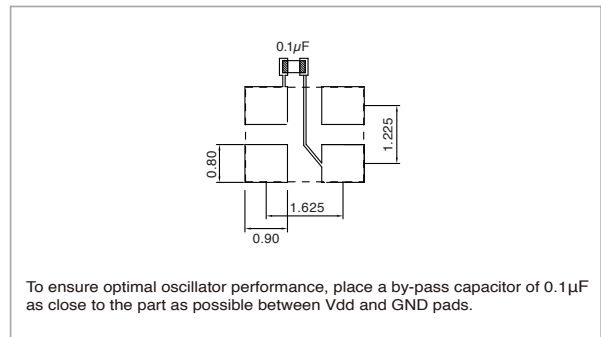 0.1µF
1.225
0.80
1.625
0.90
To ensure optimal oscillator performance, place a by-pass capacitor of 0.1µF
as close to the part as possible between Vdd and GND pads.